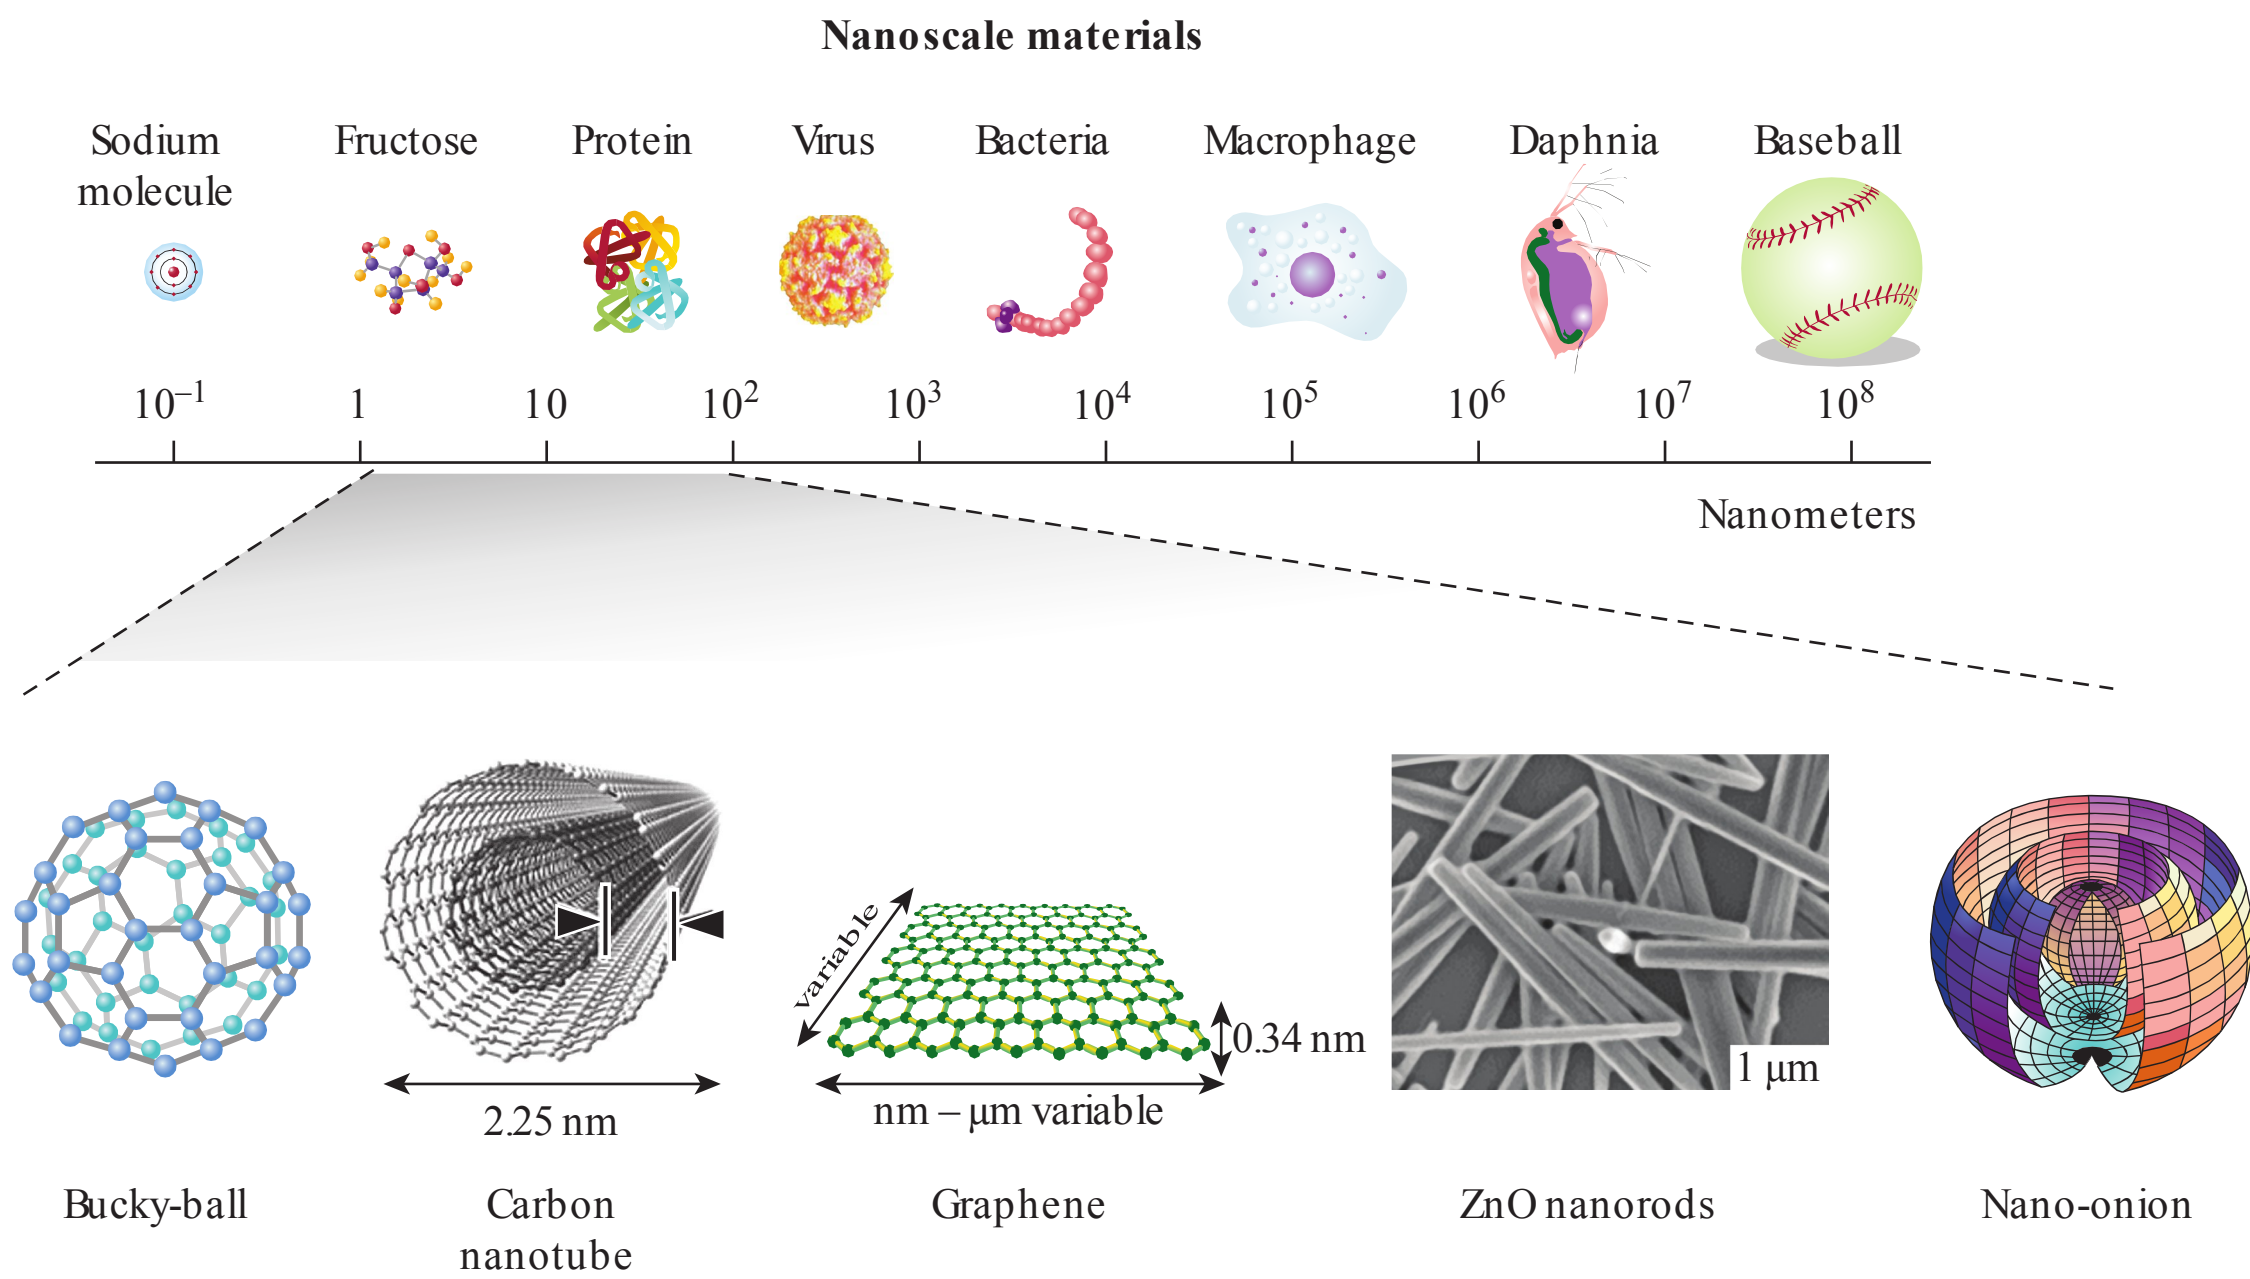 Nanoscale materials
Sodium
molecule
Fructose
Protein
Virus
Bacteria
Macrophage
Daphnia
Baseball
10⁻¹
1
10
10²
10³
10⁴
10⁵
10⁶
10⁷
10⁸
Nanometers
variable
0.34 nm
1 μm
2.25 nm
nm – μm variable
Bucky-ball
Carbon
nanotube
Graphene
ZnO nanorods
Nano-onion